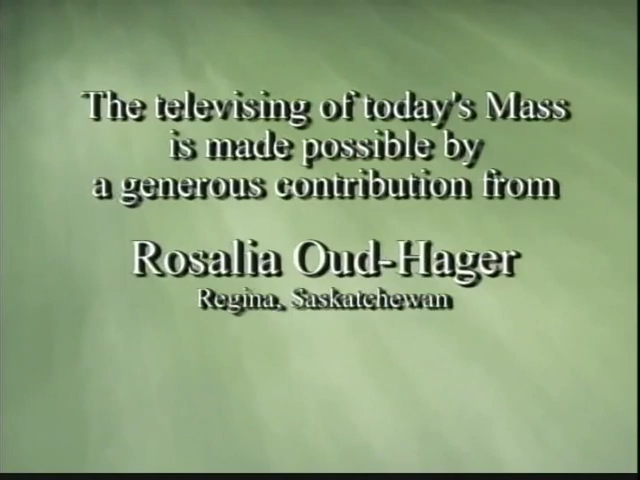 The televising of today's Mass
is made possible by
a generous contribution from
Rosalia Oud-Hager
Regina, Saskatchewan